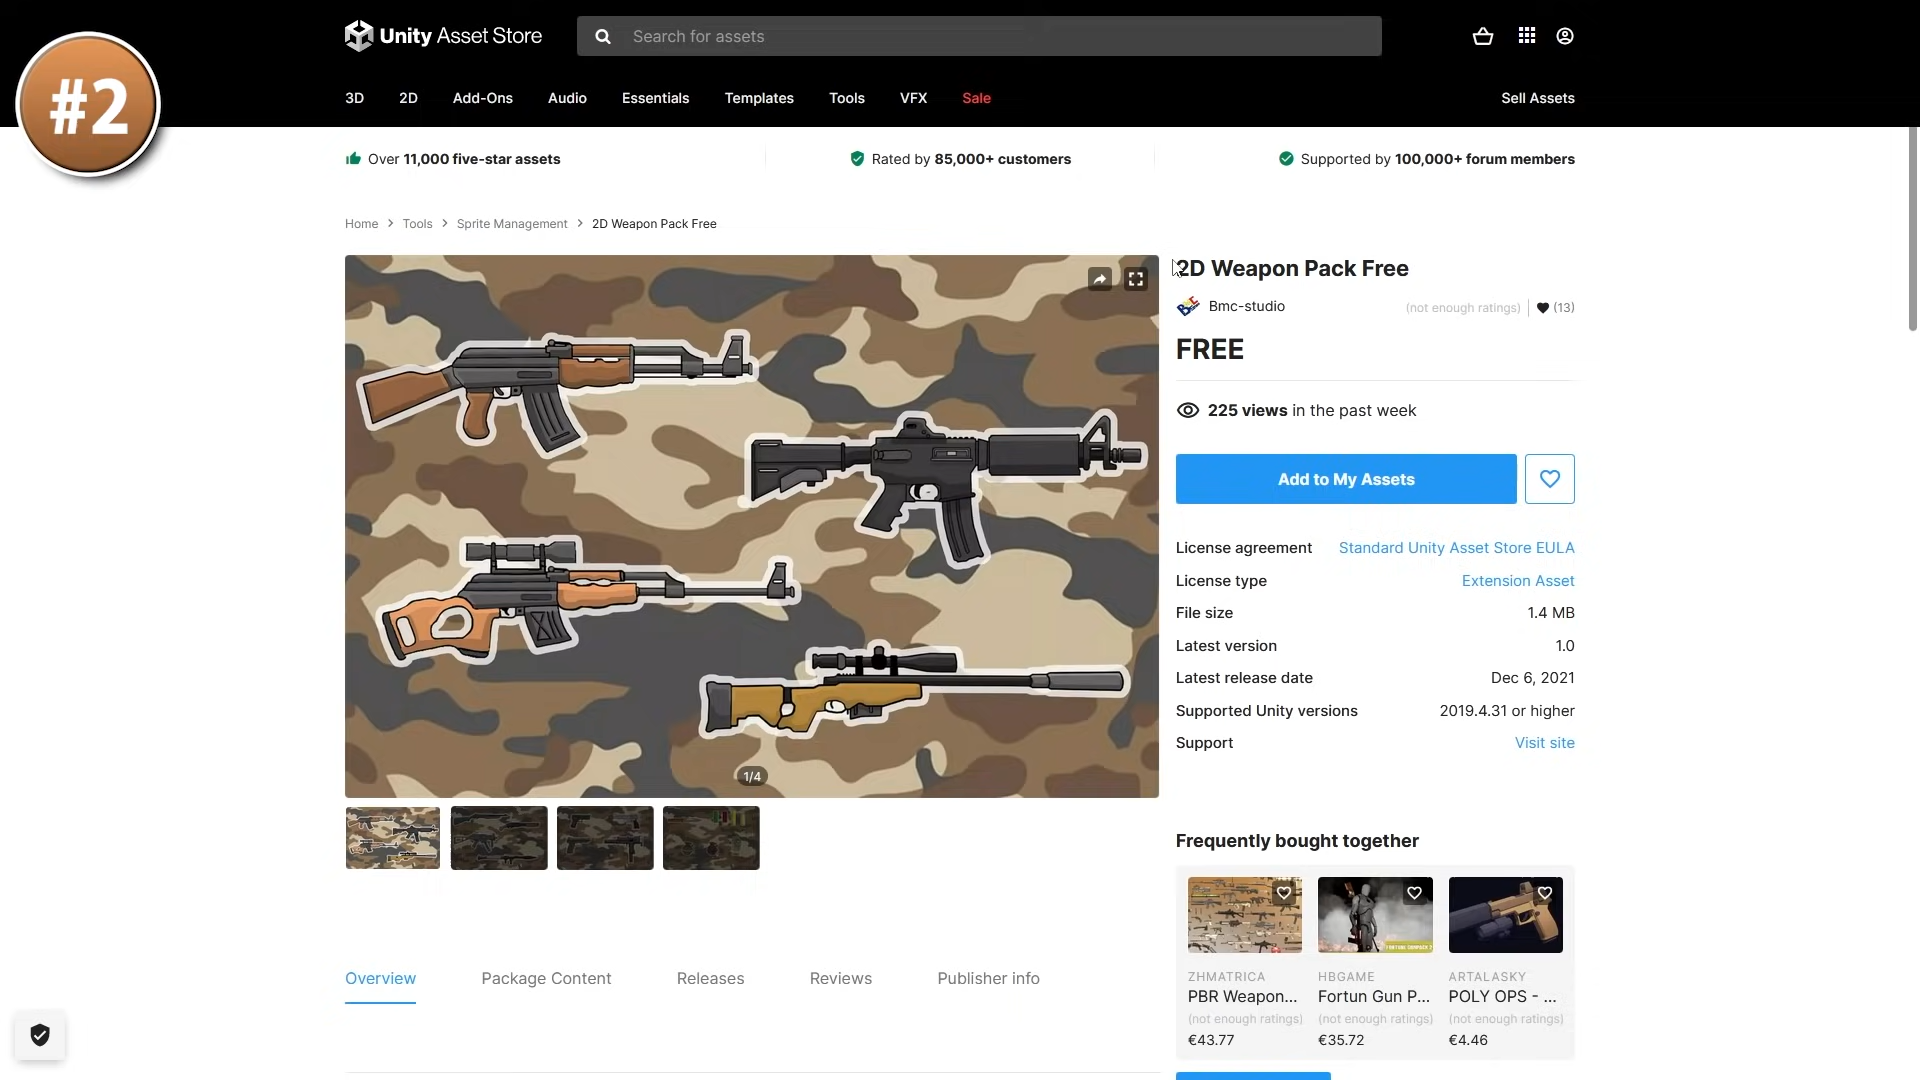 #2
Unity Asset Store
Search for assets
3D 2D Add-Ons Audio Essentials Templates Tools VFX Sale Sell Assets
Over 11,000 five-star assets
Rated by 85,000+ customers
Supported by 100,000+ forum members
Home > Tools > Sprite Management > 2D Weapon Pack Free
2D Weapon Pack Free
Bmc-studio (not enough ratings) | (13)
FREE
225 views in the past week
Add to My Assets
License agreement Standard Unity Asset Store EULA
License type Extension Asset
File size 1.4 MB
Latest version 1.0
Latest release date Dec 6, 2021
Supported Unity versions 2019.4.31 or higher
Support Visit site
1/4
Overview Package Content Releases Reviews Publisher info
Frequently bought together
ZHMATRICA
PBR Weapon...
(not enough ratings)
€43.77
HBGAME
Fortun Gun P...
(not enough ratings)
€35.72
ARTALASKY
POLY OPS - ...
(not enough ratings)
€4.46